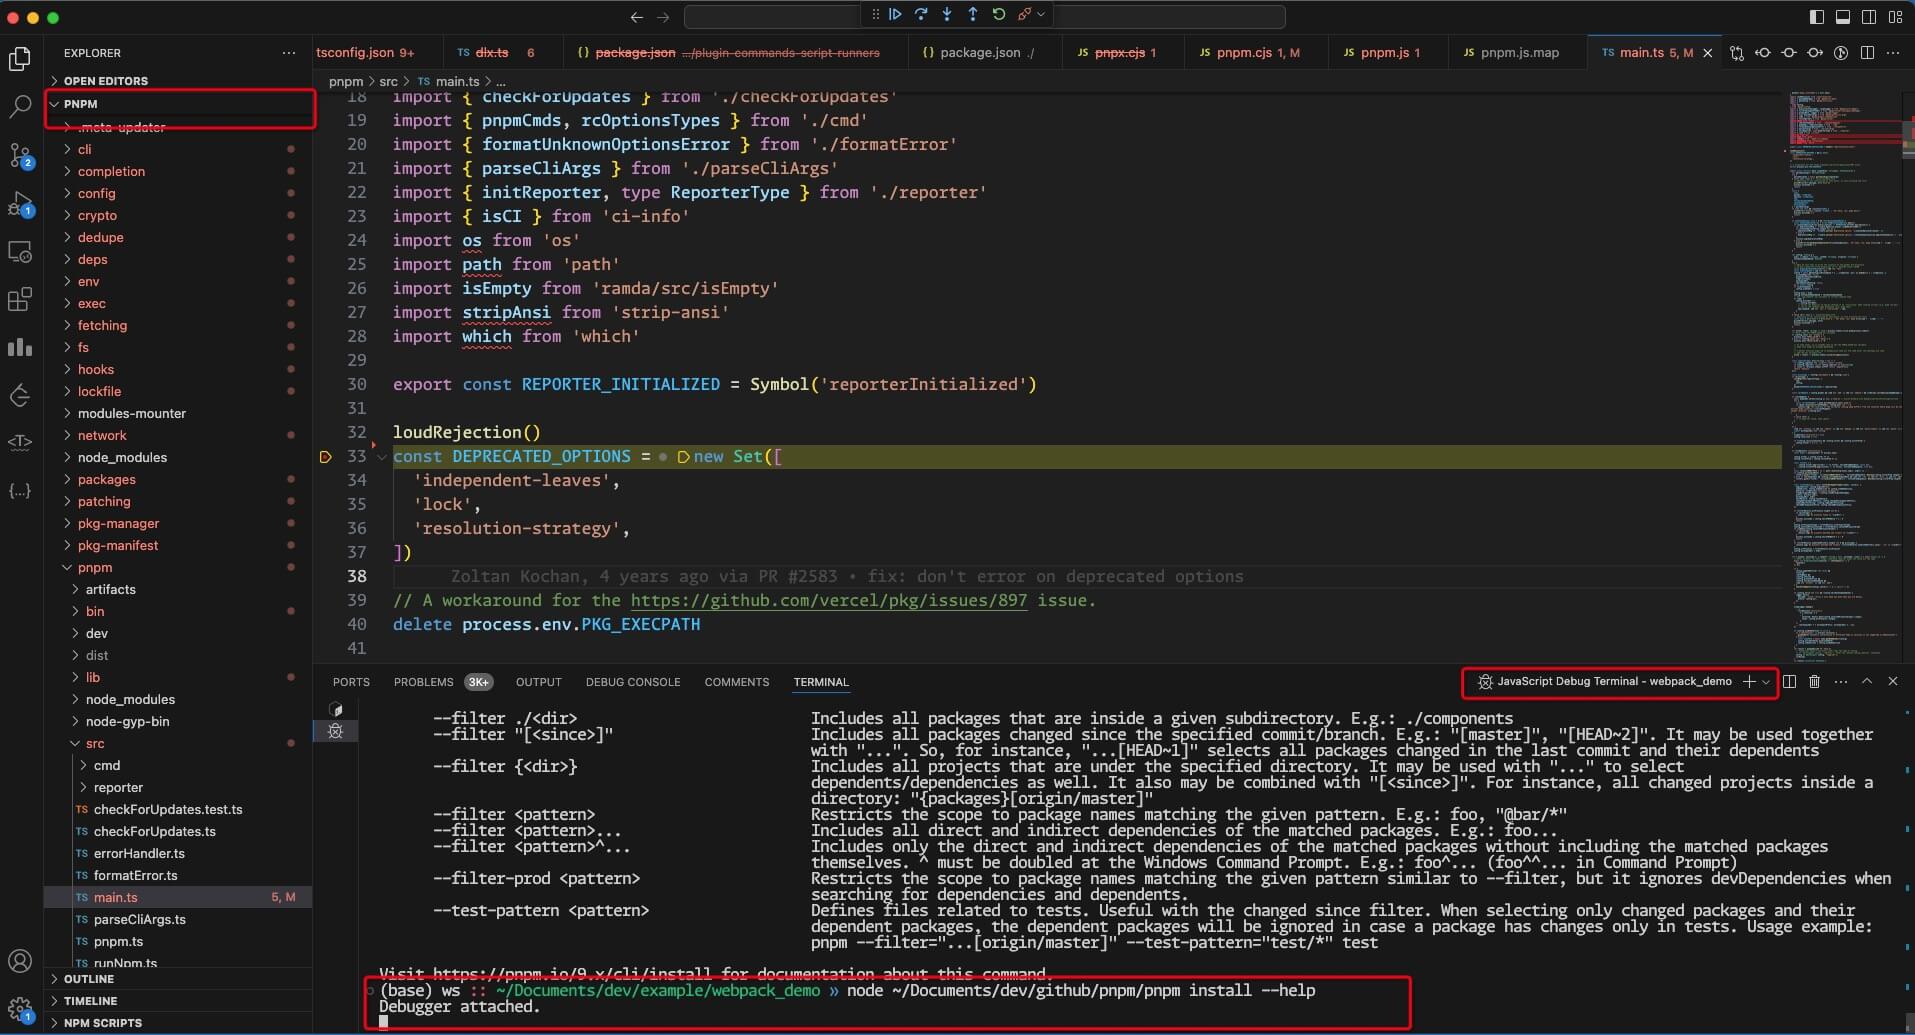 EXPLORER
OPEN EDITORS
PNPM
.meta-updater
cli
completion
config
crypto
dedupe
deps
env
exec
fetching
fs
hooks
lockfile
modules-mounter
network
node_modules
packages
patching
pkg-manager
pkg-manifest
pnpm
artifacts
bin
dev
dist
lib
node_modules
node-gyp-bin
src
cmd
reporter
TS checkForUpdates.test.ts
TS checkForUpdates.ts
TS errorHandler.ts
TS formatError.ts
TS main.ts 5, M
TS parseCliArgs.ts
TS pnpm.ts
TS runNpm.ts
OUTLINE
TIMELINE
NPM SCRIPTS
2
1
1
tsconfig.json 9+
TS dlx.ts 6
{} package.json .../plugin-commands-script-runners
{} package.json ./
JS pnpx.cjs 1
JS pnpm.cjs 1, M
JS pnpm.js 1
JS pnpm.js.map
TS main.ts 5, M
pnpm > src > TS main.ts > ...
18 import { checkForUpdates } from './checkForUpdates'
19 import { pnpmCmds, rcOptionsTypes } from './cmd'
20 import { formatUnknownOptionsError } from './formatError'
21 import { parseCliArgs } from './parseCliArgs'
22 import { initReporter, type ReporterType } from './reporter'
23 import { isCI } from 'ci-info'
24 import os from 'os'
25 import path from 'path'
26 import isEmpty from 'ramda/src/isEmpty'
27 import stripAnsi from 'strip-ansi'
28 import which from 'which'
29
30 export const REPORTER_INITIALIZED = Symbol('reporterInitialized')
31
32 loudRejection()
33 const DEPRECATED_OPTIONS = new Set([
34 'independent-leaves',
35 'lock',
36 'resolution-strategy',
37 ])
38 Zoltan Kochan, 4 years ago via PR #2583 • fix: don't error on deprecated options
39 // A workaround for the https://github.com/vercel/pkg/issues/897 issue.
40 delete process.env.PKG_EXECPATH
41
PORTS PROBLEMS 3K+ OUTPUT DEBUG CONSOLE COMMENTS TERMINAL
JavaScript Debug Terminal - webpack_demo
--filter ./<dir> Includes all packages that are inside a given subdirectory. E.g.: ./components
--filter "[<since>]" Includes all packages changed since the specified commit/branch. E.g.: "[master]", "[HEAD~2]". It may be used together
with "...". So, for instance, "...[HEAD~1]" selects all packages changed in the last commit and their dependents
--filter {<dir>} Includes all projects that are under the specified directory. It may be used with "..." to select
dependents/dependencies as well. It also may be combined with "[<since>]". For instance, all changed projects inside a
directory: "{packages}[origin/master]"
--filter <pattern> Restricts the scope to package names matching the given pattern. E.g.: foo, "@bar/*"
--filter <pattern>... Includes all direct and indirect dependencies of the matched packages. E.g.: foo...
--filter <pattern>^... Includes only the direct and indirect dependencies of the matched packages without including the matched packages
themselves. ^ must be doubled at the Windows Command Prompt. E.g.: foo^... (foo^^... in Command Prompt)
--filter-prod <pattern> Restricts the scope to package names matching the given pattern similar to --filter, but it ignores devDependencies when
searching for dependencies and dependents.
--test-pattern <pattern> Defines files related to tests. Useful with the changed since filter. When selecting only changed packages and their
dependent packages, the dependent packages will be ignored in case a package has changes only in tests. Usage example:
pnpm --filter="...[origin/master]" --test-pattern="test/*" test
Visit https://pnpm.io/9.x/cli/install for documentation about this command.
(base) ws :: ~/Documents/dev/example/webpack_demo » node ~/Documents/dev/github/pnpm/pnpm install --help
Debugger attached.